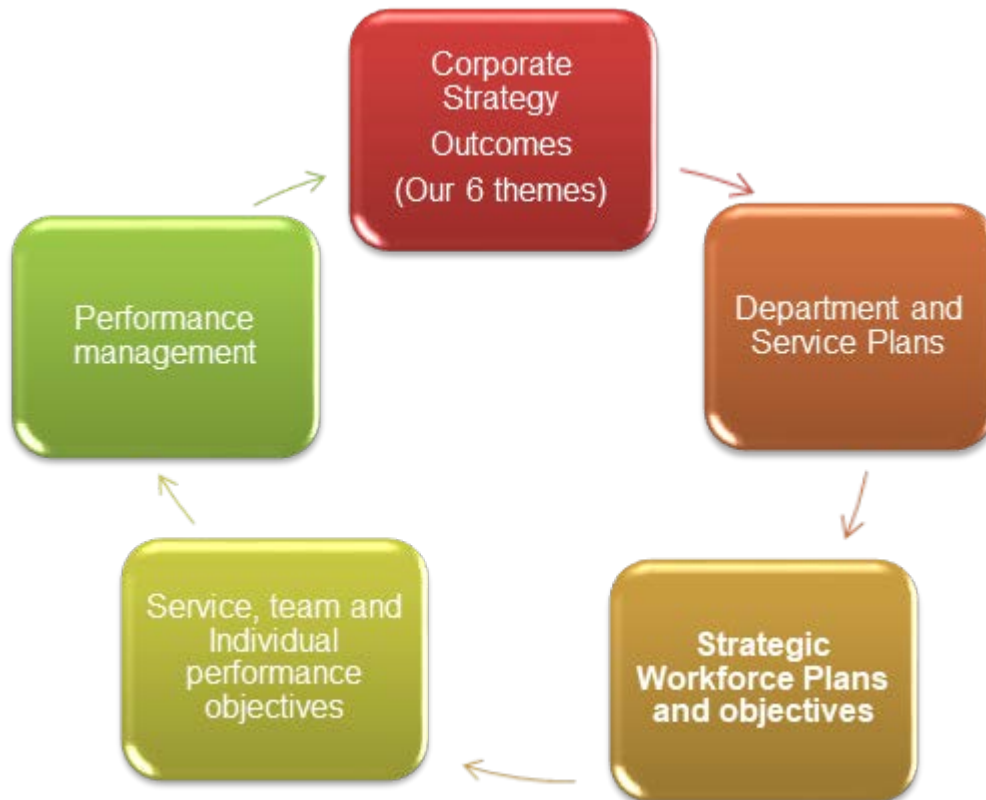 Corporate
Strategy
Outcomes
(Our 6 themes)
Department and
Service Plans
Strategic
Workforce Plans
and objectives
Service, team and
Individual
performance
objectives
Performance
management